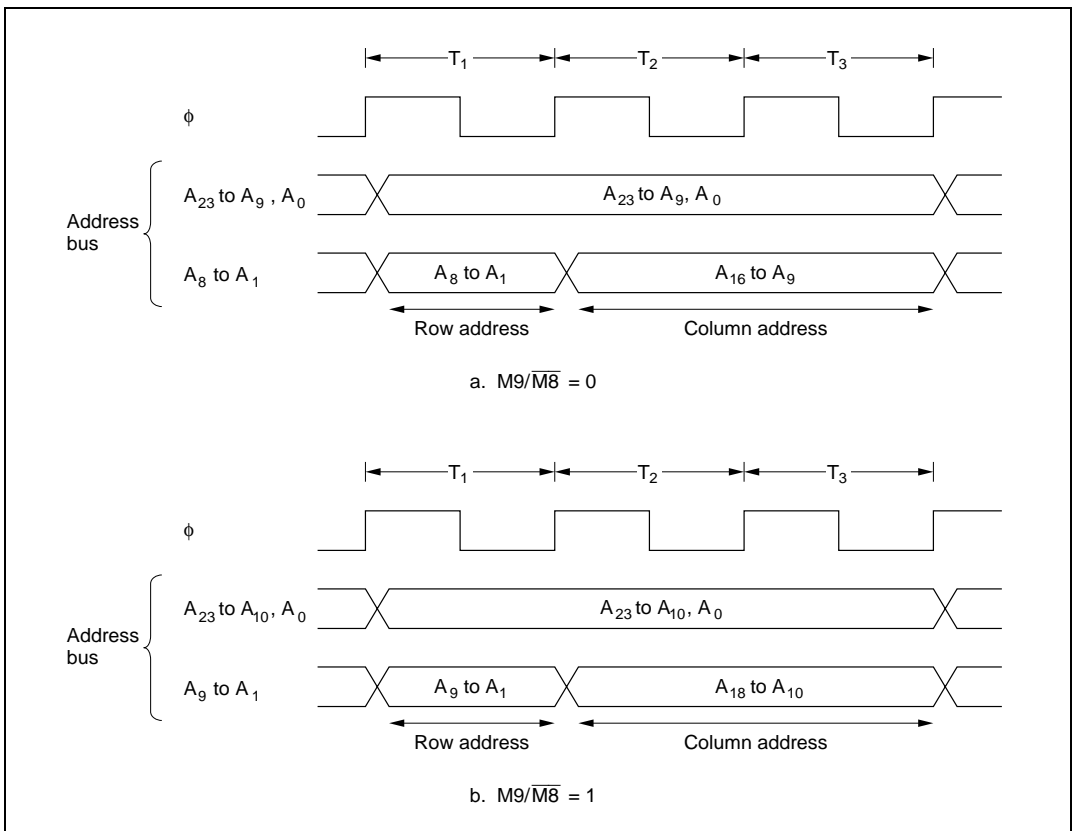 T₁ T₂ T₃
ϕ
A₂₃ to A₉ , A₀ A₂₃ to A₉, A₀
Address
bus
A₈ to A₁ A₈ to A₁ A₁₆ to A₉
Row address Column address
a. M9/M̅8̅ = 0
T₁ T₂ T₃
ϕ
A₂₃ to A₁₀, A₀ A₂₃ to A₁₀, A₀
Address
bus
A₉ to A₁ A₉ to A₁ A₁₈ to A₁₀
Row address Column address
b. M9/M̅8̅ = 1